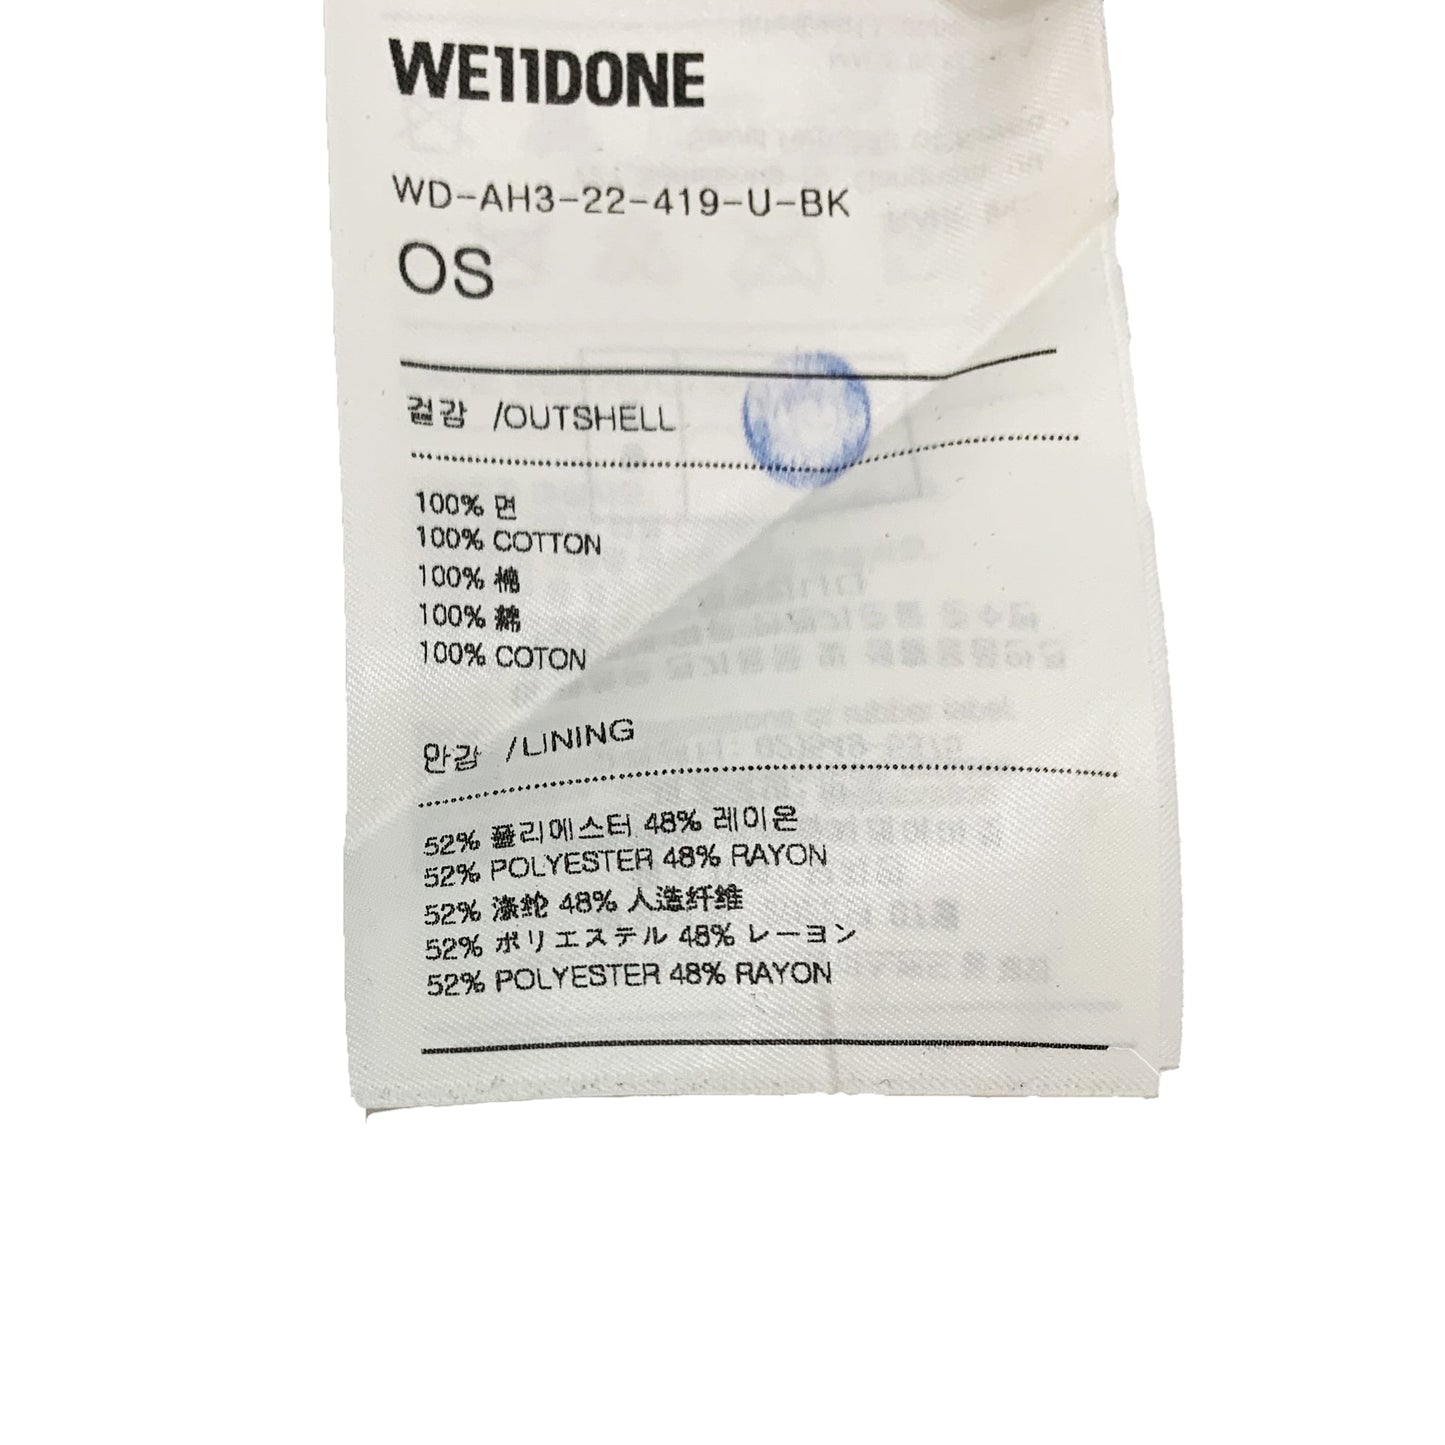 WE11DONE
WD-AH3-22-419-U-BK
OS
겉감 /OUTSHELL
100% 면
100% COTTON
100% 棉
100% 綿
100% COTON
안감 /LINING
52% 폴리에스터 48% 레이온
52% POLYESTER 48% RAYON
52% 涤纶 48% 人造纤维
52% ポリエステル 48% レーヨン
52% POLYESTER 48% RAYON